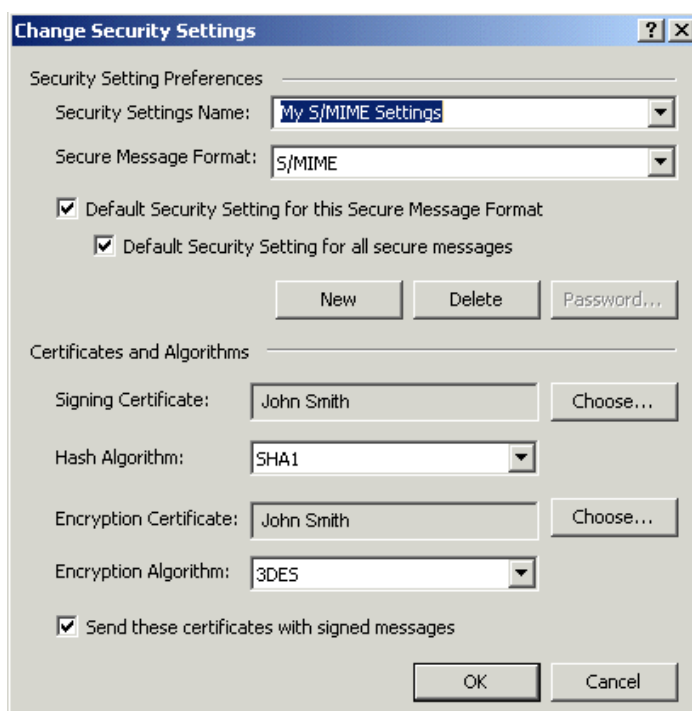 Change Security Settings
Security Setting Preferences
Security Settings Name: My S/MIME Settings
Secure Message Format: S/MIME
Default Security Setting for this Secure Message Format
Default Security Setting for all secure messages
New Delete Password...
Certificates and Algorithms
Signing Certificate: John Smith Choose...
Hash Algorithm: SHA1
Encryption Certificate: John Smith Choose...
Encryption Algorithm: 3DES
Send these certificates with signed messages
OK Cancel